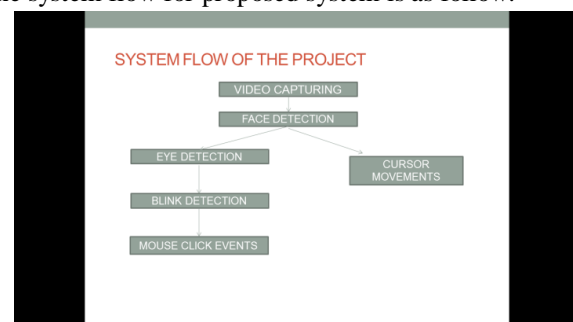 system flow for proposed system is as follow.
SYSTEM FLOW OF THE PROJECT
VIDEO CAPTURING
FACE DETECTION
EYE DETECTION
CURSOR
MOVEMENTS
BLINK DETECTION
MOUSE CLICK EVENTS